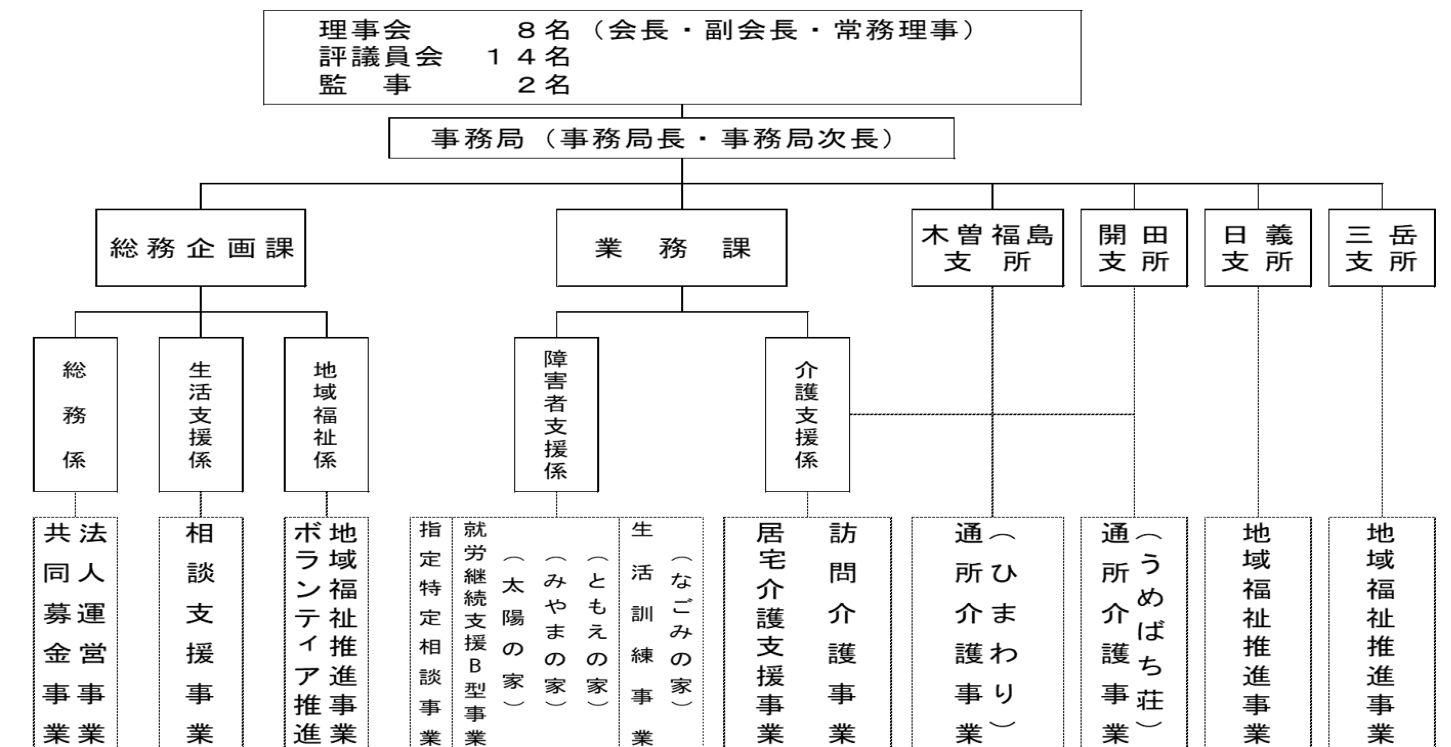 理事会　8名（会長・副会長・常務理事）
評議員会　14名
監事　2名
事務局（事務局長・事務局次長）
総務企画課
業務課
木曽福島
支所
開田
支所
日義
支所
三岳
支所
総務係
生活支援係
地域福祉係
障害者支援係
介護支援係
法人運営事業
共同募金事業
相談支援事業
地域福祉推進事業
ボランティア推進
指定特定相談事業
就労継続支援B型事業
（太陽の家）
（みやまの家）
（ともえの家）
生活訓練事業
（なごみの家）
訪問介護事業
居宅介護支援事業
（ひまわり）
通所介護事業
（うめばち荘）
通所介護事業
地域福祉推進事業
地域福祉推進事業